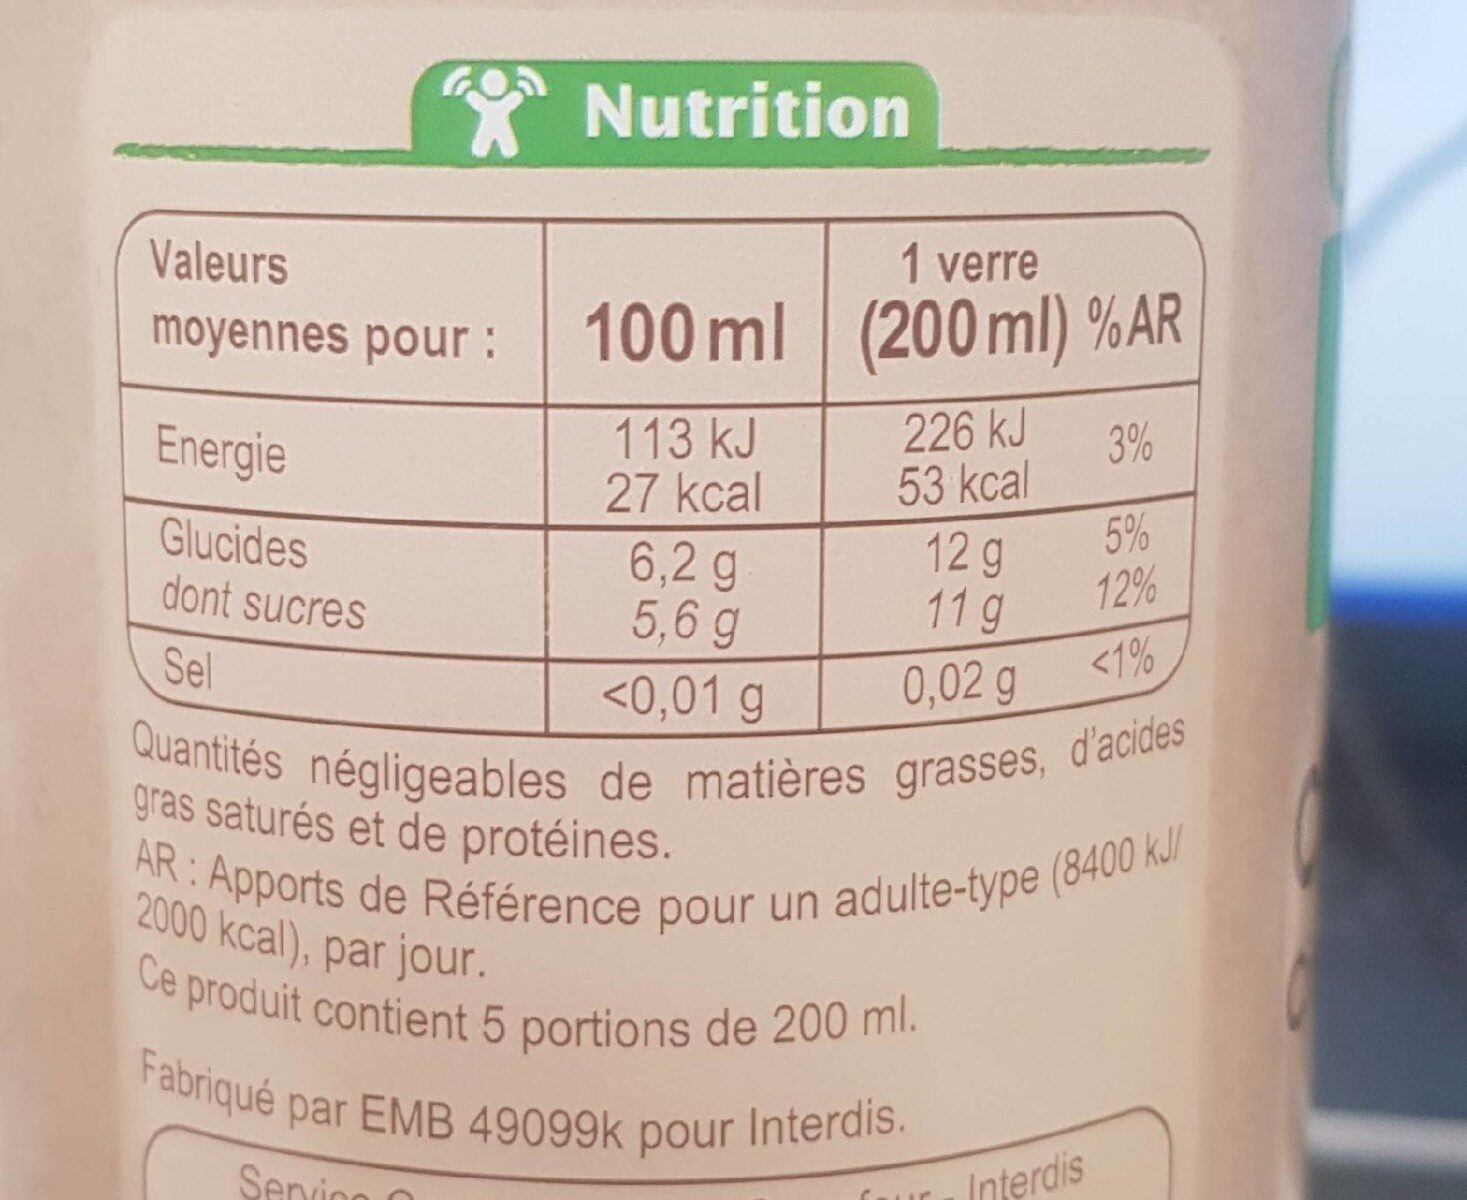 Nutrition
Valeurs
moyennes pour :
100 ml
1 verre
(200 ml) % AR
Energie
113 kJ
27 kcal
226 kJ
53 kcal
3%
Glucides
6,2 g
12 g
5%
dont sucres
5,6 g
11 g
12%
Sel
<0,01 g
0,02 g
<1%
Quantités négligeables de matières grasses, d'acides
gras saturés et de protéines.
AR : Apports de Référence pour un adulte-type (8400 kJ/
2000 kcal), par jour.
Ce produit contient 5 portions de 200 ml.
Fabriqué par EMB 49099k pour Interdis.
Interdis